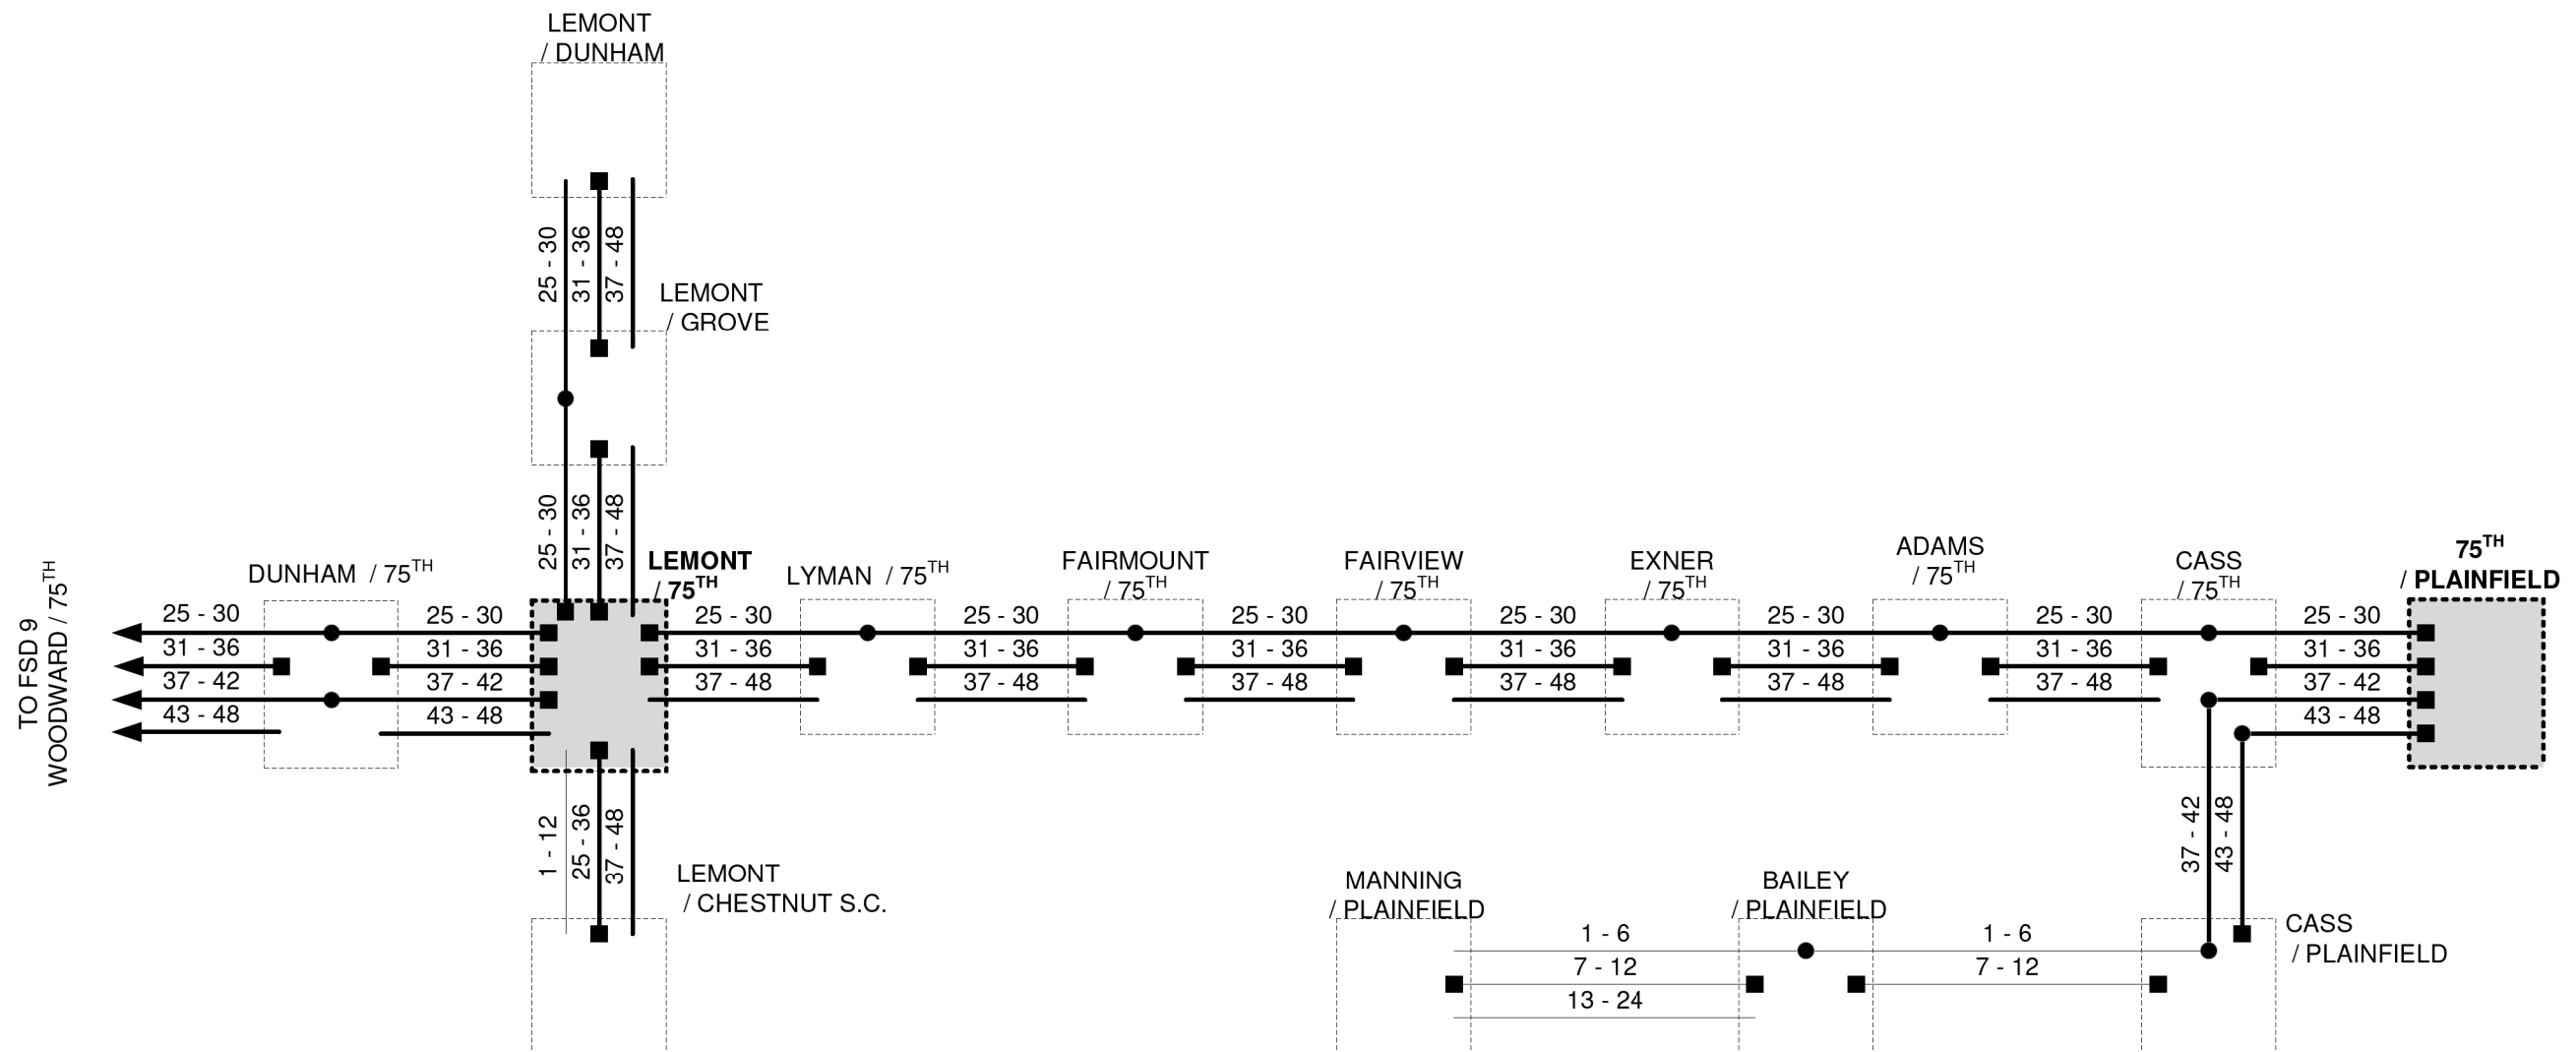 LEMONT
/ DUNHAM
25 - 30
31 - 36
37 - 48
LEMONT
/ GROVE
25 - 30
31 - 36
37 - 48
TO FSD 9
WOODWARD / 75TH
DUNHAM / 75TH
LEMONT
/ 75TH
LYMAN / 75TH
FAIRMOUNT
/ 75TH
FAIRVIEW
/ 75TH
EXNER
/ 75TH
ADAMS
/ 75TH
CASS
/ 75TH
75TH
/ PLAINFIELD
25 - 30 25 - 30 25 - 30 25 - 30 25 - 30 25 - 30 25 - 30 25 - 30 25 - 30
31 - 36 31 - 36 31 - 36 31 - 36 31 - 36 31 - 36 31 - 36 31 - 36 31 - 36
37 - 42 37 - 42 37 - 48 37 - 48 37 - 48 37 - 48 37 - 48 37 - 48 37 - 42
43 - 48 43 - 48 43 - 48
1 - 12
25 - 36
37 - 48
37 - 42
43 - 48
LEMONT
/ CHESTNUT S.C.
MANNING
/ PLAINFIELD
BAILEY
/ PLAINFIELD
CASS
/ PLAINFIELD
1 - 6 1 - 6
7 - 12 7 - 12
13 - 24